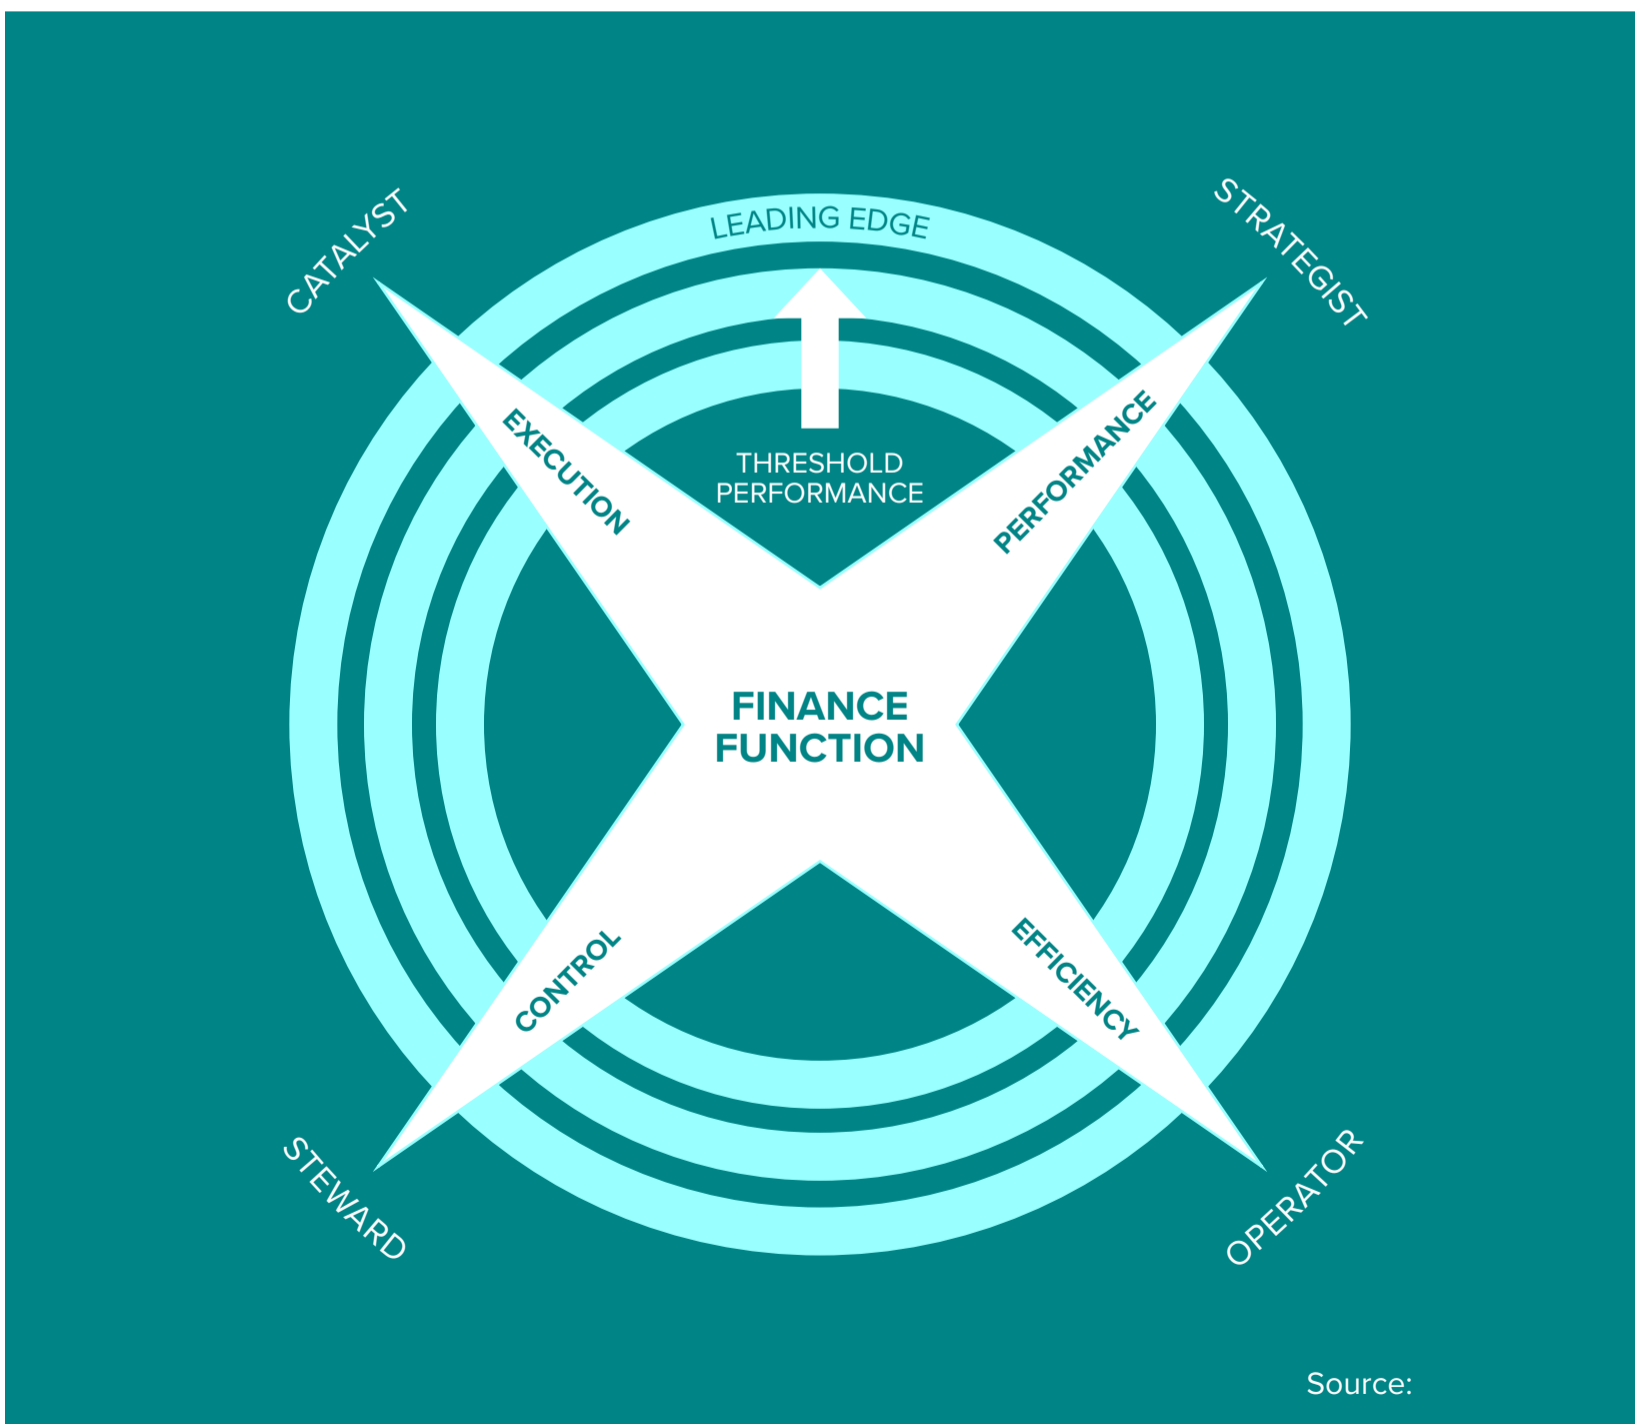 CATALYST
STRATEGIST
LEADING EDGE
EXECUTION
PERFORMANCE
THRESHOLD
PERFORMANCE
FINANCE
FUNCTION
CONTROL
EFFICIENCY
STEWARD
OPERATOR
Source: